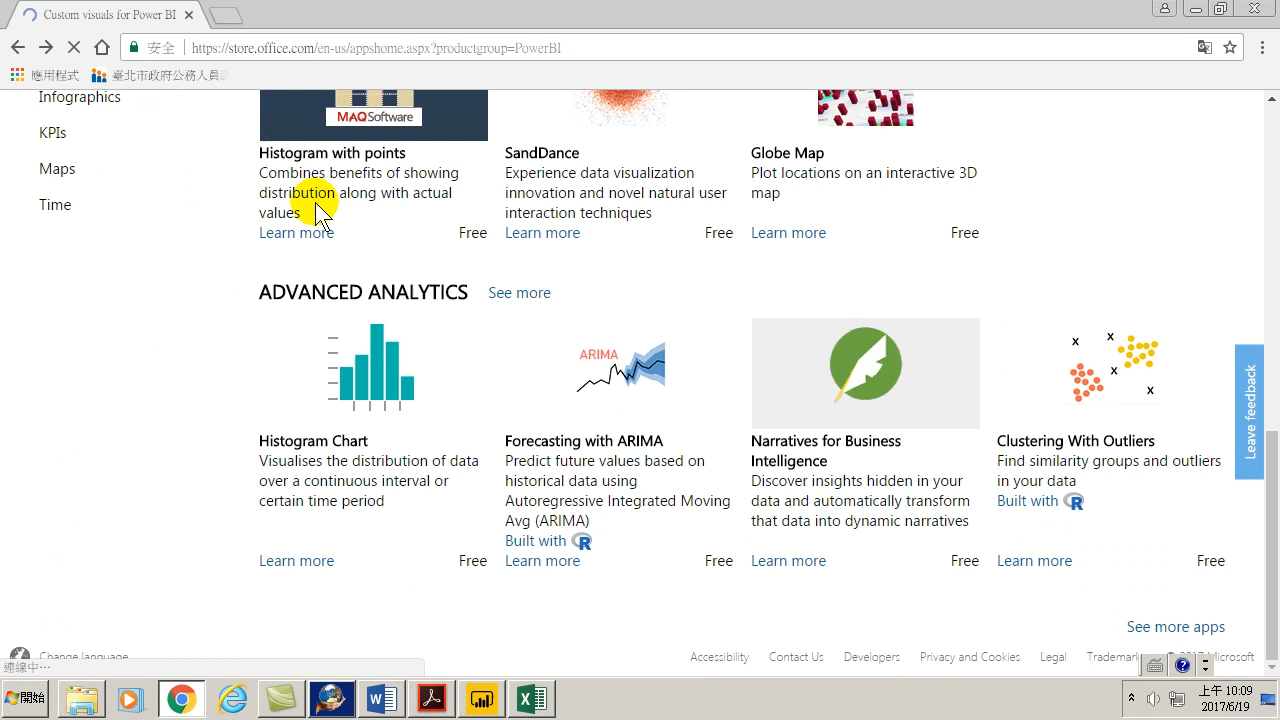 Custom visuals for Power BI
安全 https://store.office.com/en-us/appshome.aspx?productgroup=PowerBI
應用程式 臺北市政府公務人員
Infographics
KPIs
Maps
Time
MAQSoftware
Histogram with points
Combines benefits of showing
distribution along with actual
values
Learn more Free
SandDance
Experience data visualization
innovation and novel natural user
interaction techniques
Learn more Free
Globe Map
Plot locations on an interactive 3D
map
Learn more Free
ADVANCED ANALYTICS See more
Histogram Chart
Visualises the distribution of data
over a continuous interval or
certain time period
Learn more Free
ARIMA
Forecasting with ARIMA
Predict future values based on
historical data using
Autoregressive Integrated Moving
Avg (ARIMA)
Built with R
Learn more Free
Narratives for Business
Intelligence
Discover insights hidden in your
data and automatically transform
that data into dynamic narratives
Learn more Free
x x x x
Clustering With Outliers
Find similarity groups and outliers
in your data
Built with R
Learn more Free
Leave feedback
See more apps
Change language
Accessibility Contact Us Developers Privacy and Cookies Legal Microsoft
連線中…
開始
上午 10:09
2017/6/19